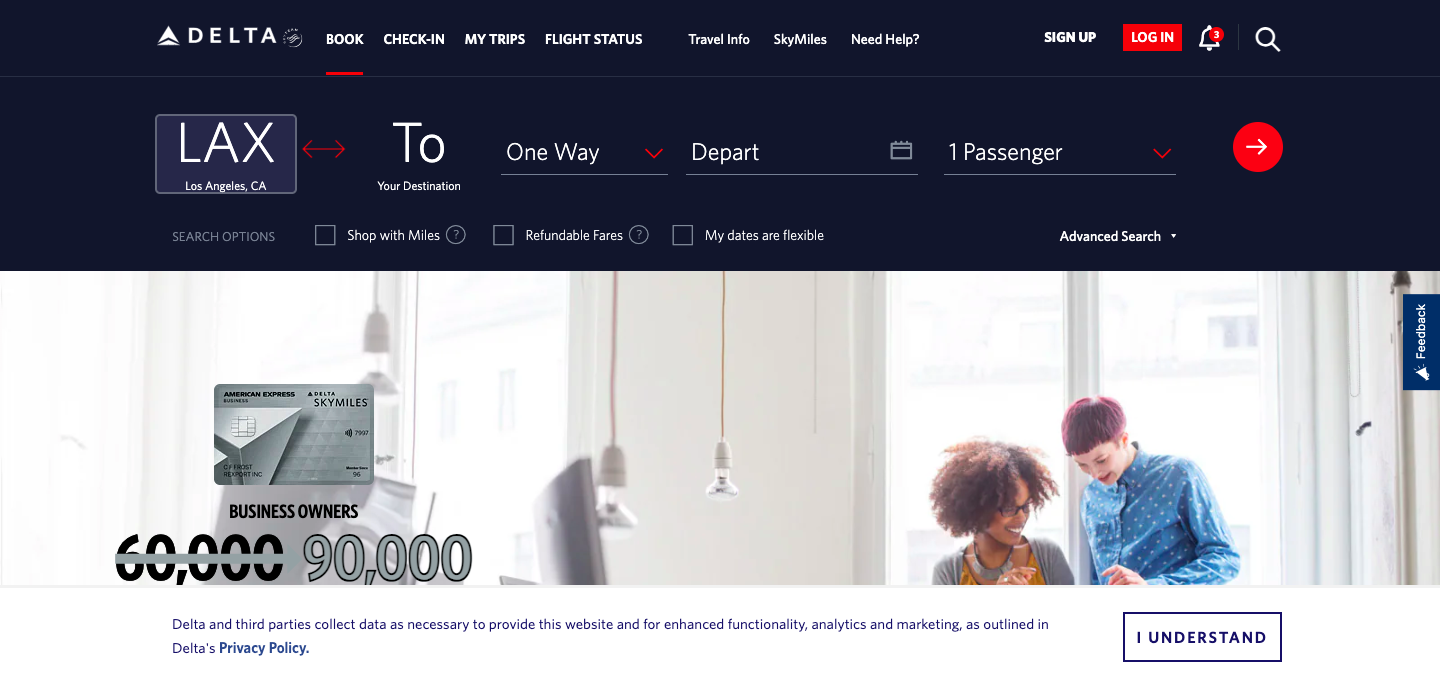 DELTA
BOOK CHECK-IN MY TRIPS FLIGHT STATUS Travel Info SkyMiles Need Help? SIGN UP LOG IN 3
LAX To One Way Depart 1 Passenger
Los Angeles, CA Your Destination
SEARCH OPTIONS Shop with Miles ? Refundable Fares ? My dates are flexible Advanced Search
Feedback
AMERICAN EXPRESS DELTA
BUSINESS SKYMILES
7997
C F FROST Member Since
REXPORT INC 96
BUSINESS OWNERS
60,000 90,000
Delta and third parties collect data as necessary to provide this website and for enhanced functionality, analytics and marketing, as outlined in
Delta's Privacy Policy.
I UNDERSTAND